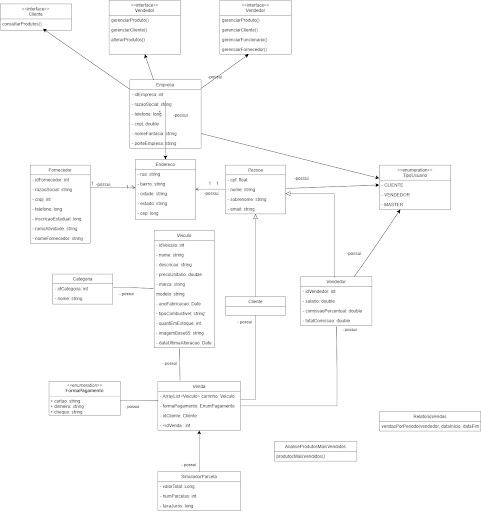 <<interface>>
Cliente
consultarProdutos()
<<interface>>
Vendedor
gerenciarProduto()
gerenciarCliente()
alterarProdutos()
<<interface>>
Vendedor
gerenciarProduto()
gerenciarCliente()
gerenciarFuncionario()
gerenciarFornecedor()
-possui
Empresa
- idEmpresa: int
- razaoSocial: string
- telefone: long
- cnpj: double
- nomeFantasia: string
- porteEmpresa: string
-possui
Fornecedor
- idFornecedor: int
- razaoSocial: string
- cnpj: int
- telefone: long
- inscricaoEstadual: long
- ramoAtividade: string
- nomeFornecedor: string
1
-possui
1..*
Endereco
- rua: string
- bairro: string
- cidade: string
- estado: string
- cep: long
1
1
-possui
Pessoa
- cpf: float
- nome: string
- sobrenome: string
- email: string
-possui
<<enumeration>>
TipoUsuario
- CLIENTE
- VENDEDOR
- MASTER
-possui
Veiculo
- idVeiculo: int
- nome: string
- descricao: string
- precoUnitario: double
- marca: string
modelo: string
- anoFabricacao: Date
- tipoCombustivel: string
- quantEmEstoque: int
- imagemBase65: string
- dataUltimaAlteracao: Date
Categoria
- idCategoria: int
- nome: string
- possui
Cliente
- possui
Vendedor
- idVendedor: int
- salario: double
- comissaoPercentual: double
- totalComissao: double
- possui
- possui
<<enumeration>>
FormaPagamento
+ cartao: string
+ dinheiro: string
+ cheque: string
- possui
Venda
- ArrayList<Veiculo> carrinho: Veiculo
- formaPagamento: EnumPagamento
- idCliente: Cliente
- idVenda: int
- possui
SimuladorParcela
- valorTotal: Long
- numParcelas: int
- taxaJuros: long
AnaliseProdutosMaisVendidos
produtosMaisVendidos()
RelatorioVendas
vendasPorPeriodo(vendedor, dataInicio, dataFim